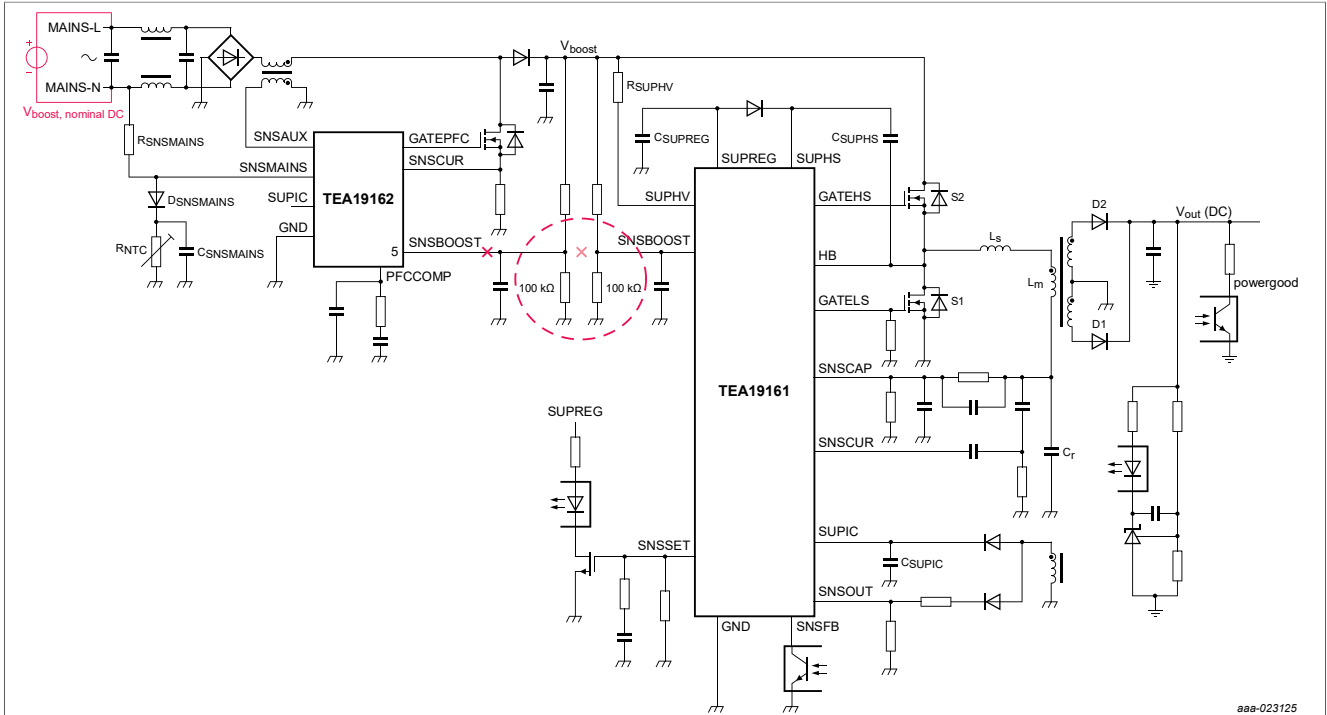 MAINS-L
MAINS-N
+
-
Vboost, nominal DC
RSNSMAINS
SNSMAINS
DSNSMAINS
RNTC
CSNSMAINS
SNSAUX
SUPIC
GND
TEA19162
GATEPFC
SNSCUR
5
SNSBOOST
PFCCOMP
Vboost
RSUPHV
100 kΩ
100 kΩ
SNSBOOST
SUPHV
CSUPREG
SUPREG
SUPHS
CSUPHS
TEA19161
GATEHS
S2
HB
GATELS
S1
Ls
Lm
D2
D1
Vout (DC)
powergood
SNSCAP
SNSCUR
Cr
SUPIC
CSUPIC
SNSOUT
SUPREG
SNSSET
GND
SNSFB
aaa-023125